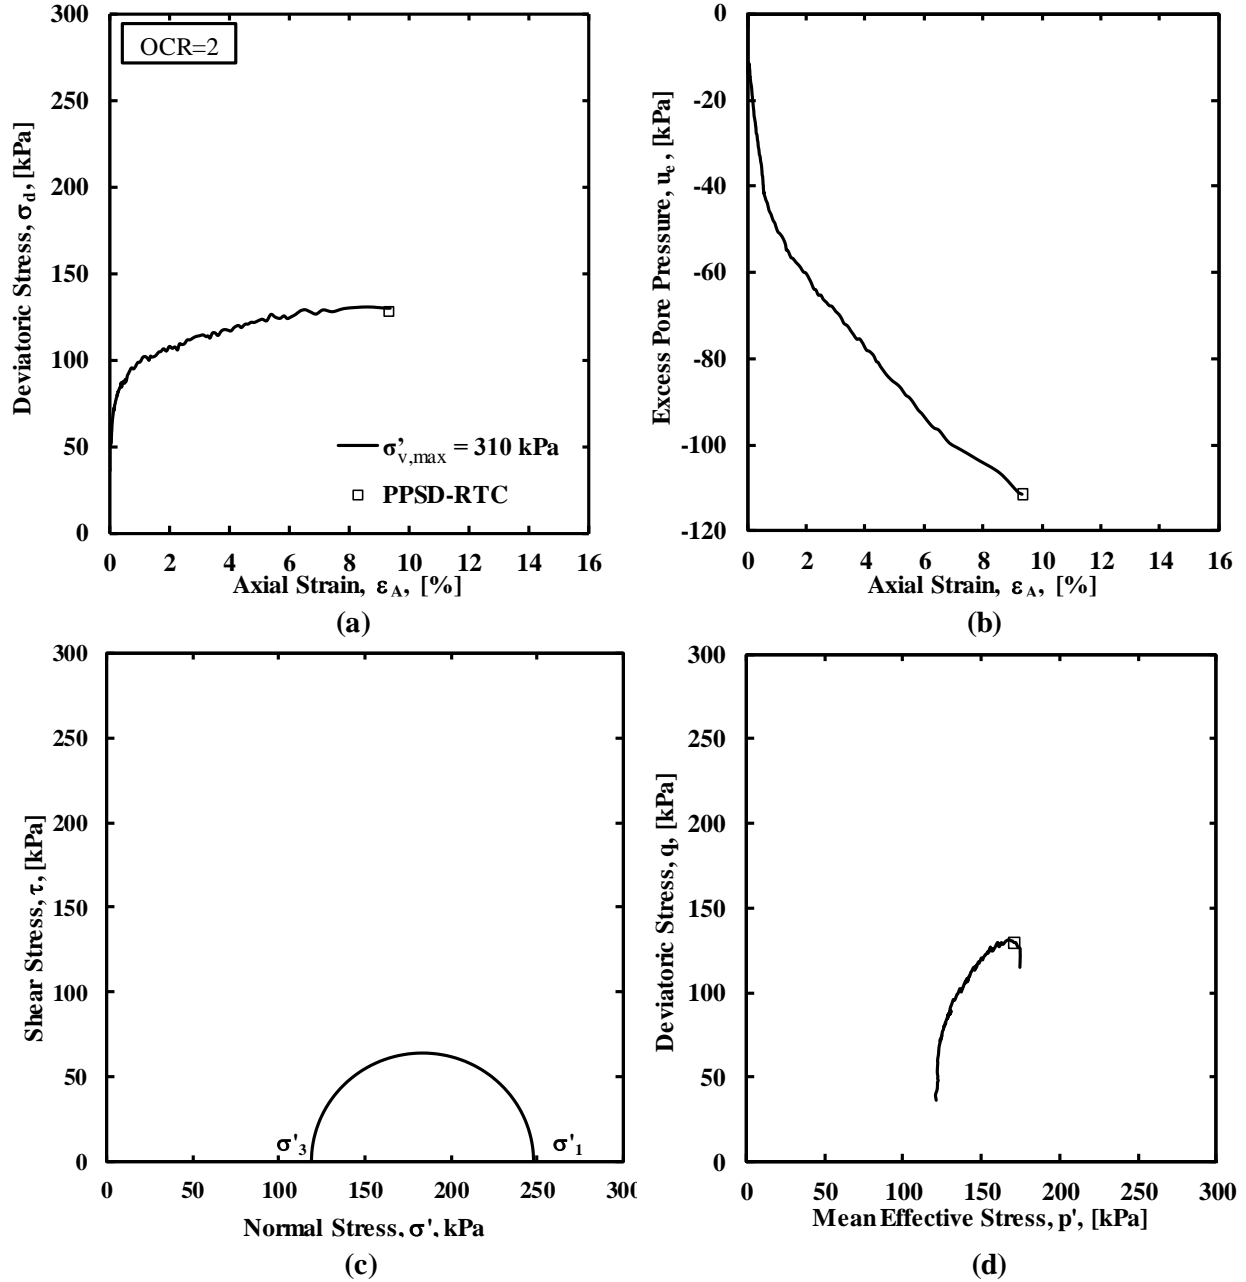 OCR=2
300
250
200
150
100
50
0
Deviatoric Stress, σd, [kPa]
σ'v,max = 310 kPa
PPSD-RTC
0 2 4 6 8 10 12 14 16
Axial Strain, εA, [%]
(a)
0
-20
-40
-60
-80
-100
-120
Excess Pore Pressure, ue, [kPa]
0 2 4 6 8 10 12 14 16
Axial Strain, εA, [%]
(b)
300
250
200
150
100
50
0
Shear Stress, τ, [kPa]
σ'3
σ'1
0 50 100 150 200 250 300
Normal Stress, σ', kPa
(c)
300
250
200
150
100
50
0
Deviatoric Stress, q, [kPa]
0 50 100 150 200 250 300
Mean Effective Stress, p', [kPa]
(d)